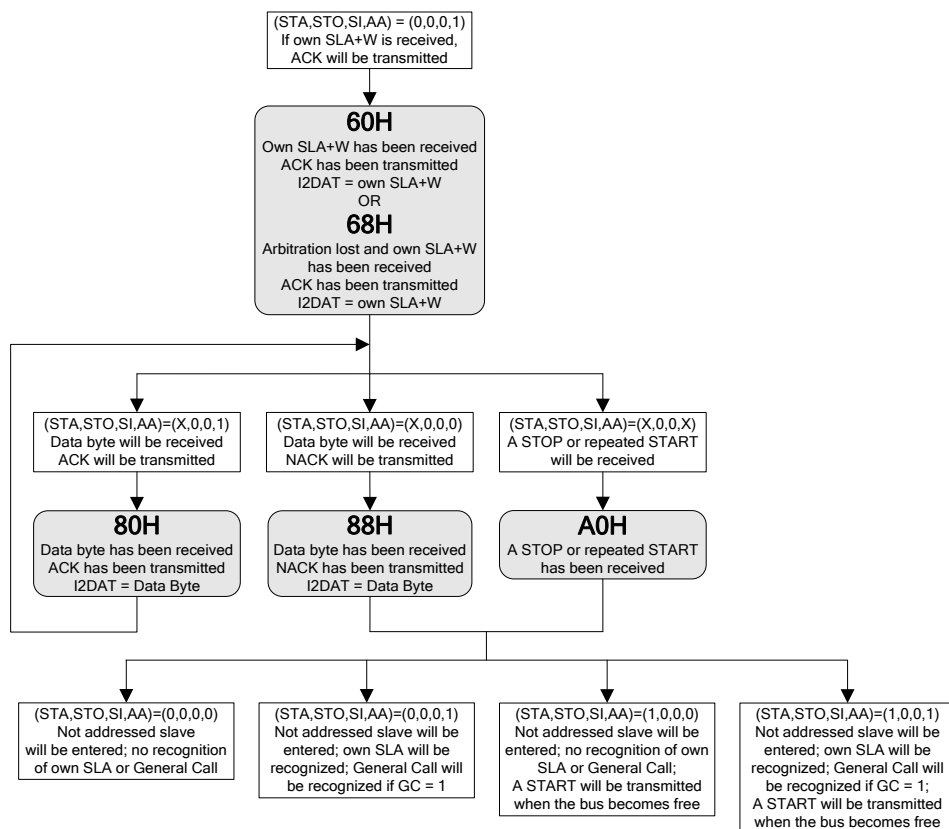 (STA,STO,SI,AA) = (0,0,0,1)
If own SLA+W is received,
ACK will be transmitted
60H
Own SLA+W has been received
ACK has been transmitted
I2DAT = own SLA+W
OR
68H
Arbitration lost and own SLA+W
has been received
ACK has been transmitted
I2DAT = own SLA+W
(STA,STO,SI,AA)=(X,0,0,1)
Data byte will be received
ACK will be transmitted
(STA,STO,SI,AA)=(X,0,0,0)
Data byte will be received
NACK will be transmitted
(STA,STO,SI,AA)=(X,0,0,X)
A STOP or repeated START
will be received
80H
Data byte has been received
ACK has been transmitted
I2DAT = Data Byte
88H
Data byte has been received
NACK has been transmitted
I2DAT = Data Byte
A0H
A STOP or repeated START
has been received
(STA,STO,SI,AA)=(0,0,0,0)
Not addressed slave
will be entered; no recognition
of own SLA or General Call
(STA,STO,SI,AA)=(0,0,0,1)
Not addressed slave will be
entered; own SLA will be
recognized; General Call will
be recognized if GC = 1
(STA,STO,SI,AA)=(1,0,0,0)
Not addressed slave will be
entered; no recognition of own
SLA or General Call;
A START will be transmitted
when the bus becomes free
(STA,STO,SI,AA)=(1,0,0,1)
Not addressed slave will be
entered; own SLA will be
recognized; General Call will
be recognized if GC = 1;
A START will be transmitted
when the bus becomes free